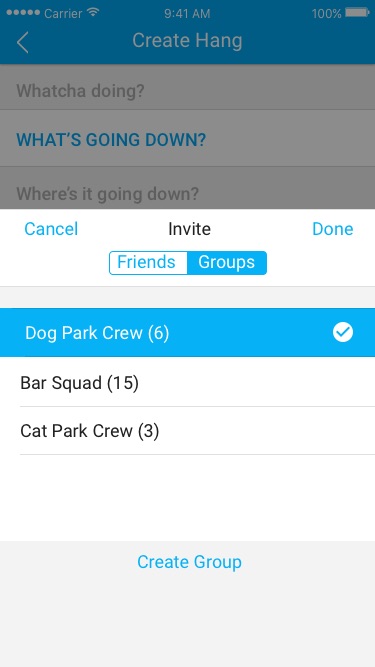 Carrier 9:41 AM 100%
Create Hang
Whatcha doing?
WHAT'S GOING DOWN?
Where's it going down?
Cancel Invite Done
Friends Groups
Dog Park Crew (6)
Bar Squad (15)
Cat Park Crew (3)
Create Group